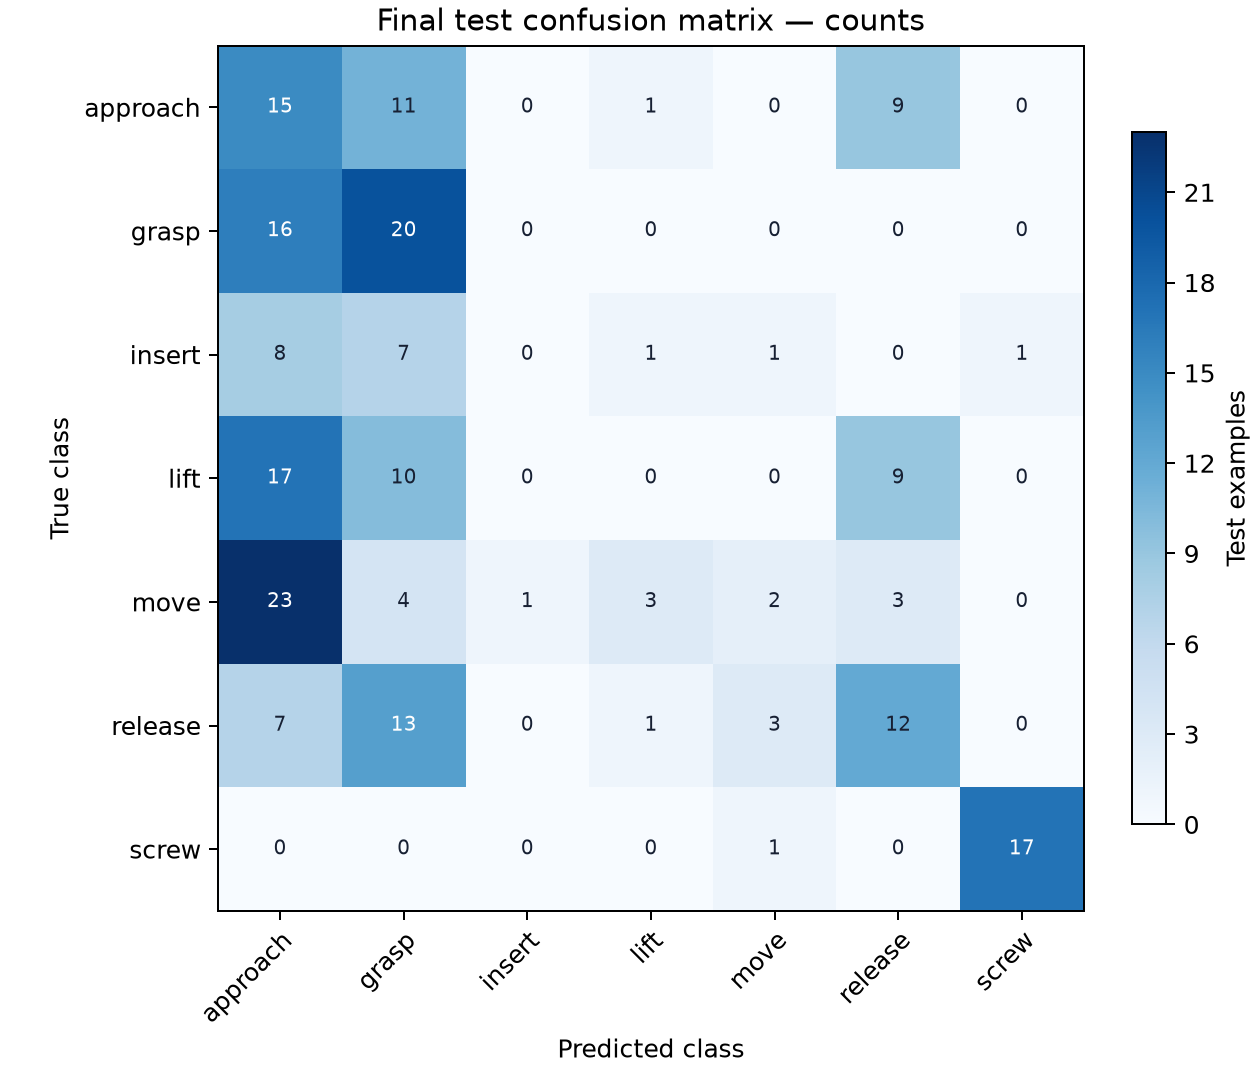 Final test confusion matrix — counts
approach 15 11 0 1 0 9 0
grasp 16 20 0 0 0 0 0
insert 8 7 0 1 1 0 1
lift 17 10 0 0 0 9 0
move 23 4 1 3 2 3 0
release 7 13 0 1 3 12 0
screw 0 0 0 0 1 0 17
approach grasp insert lift move release screw
Predicted class
True class
21
18
15
12
9
6
3
0
Test examples